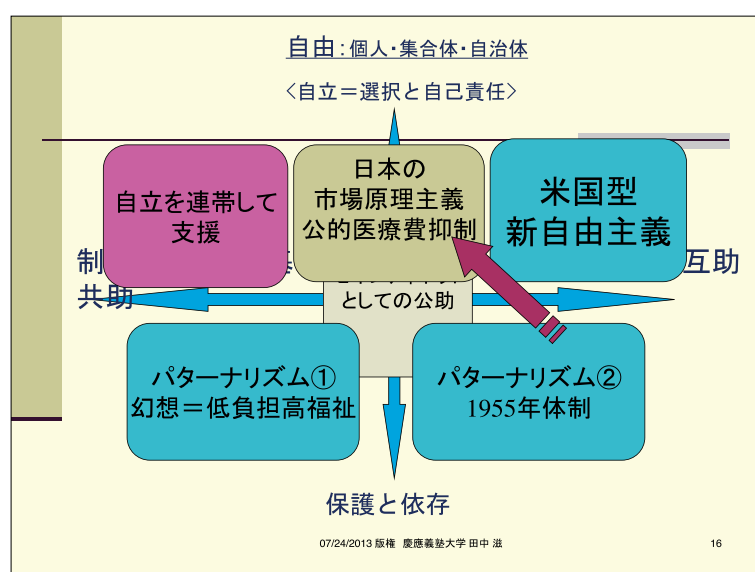 自由：個人・集合体・自治体
<自立＝選択と自己責任>
自立を連帯して
支援
日本の
市場原理主義
公的医療費抑制
米国型
新自由主義
制
互助
共助
としての公助
パターナリズム①
幻想＝低負担高福祉
パターナリズム②
1955年体制
保護と依存
07/24/2013 版権 慶應義塾大学 田中 滋
16